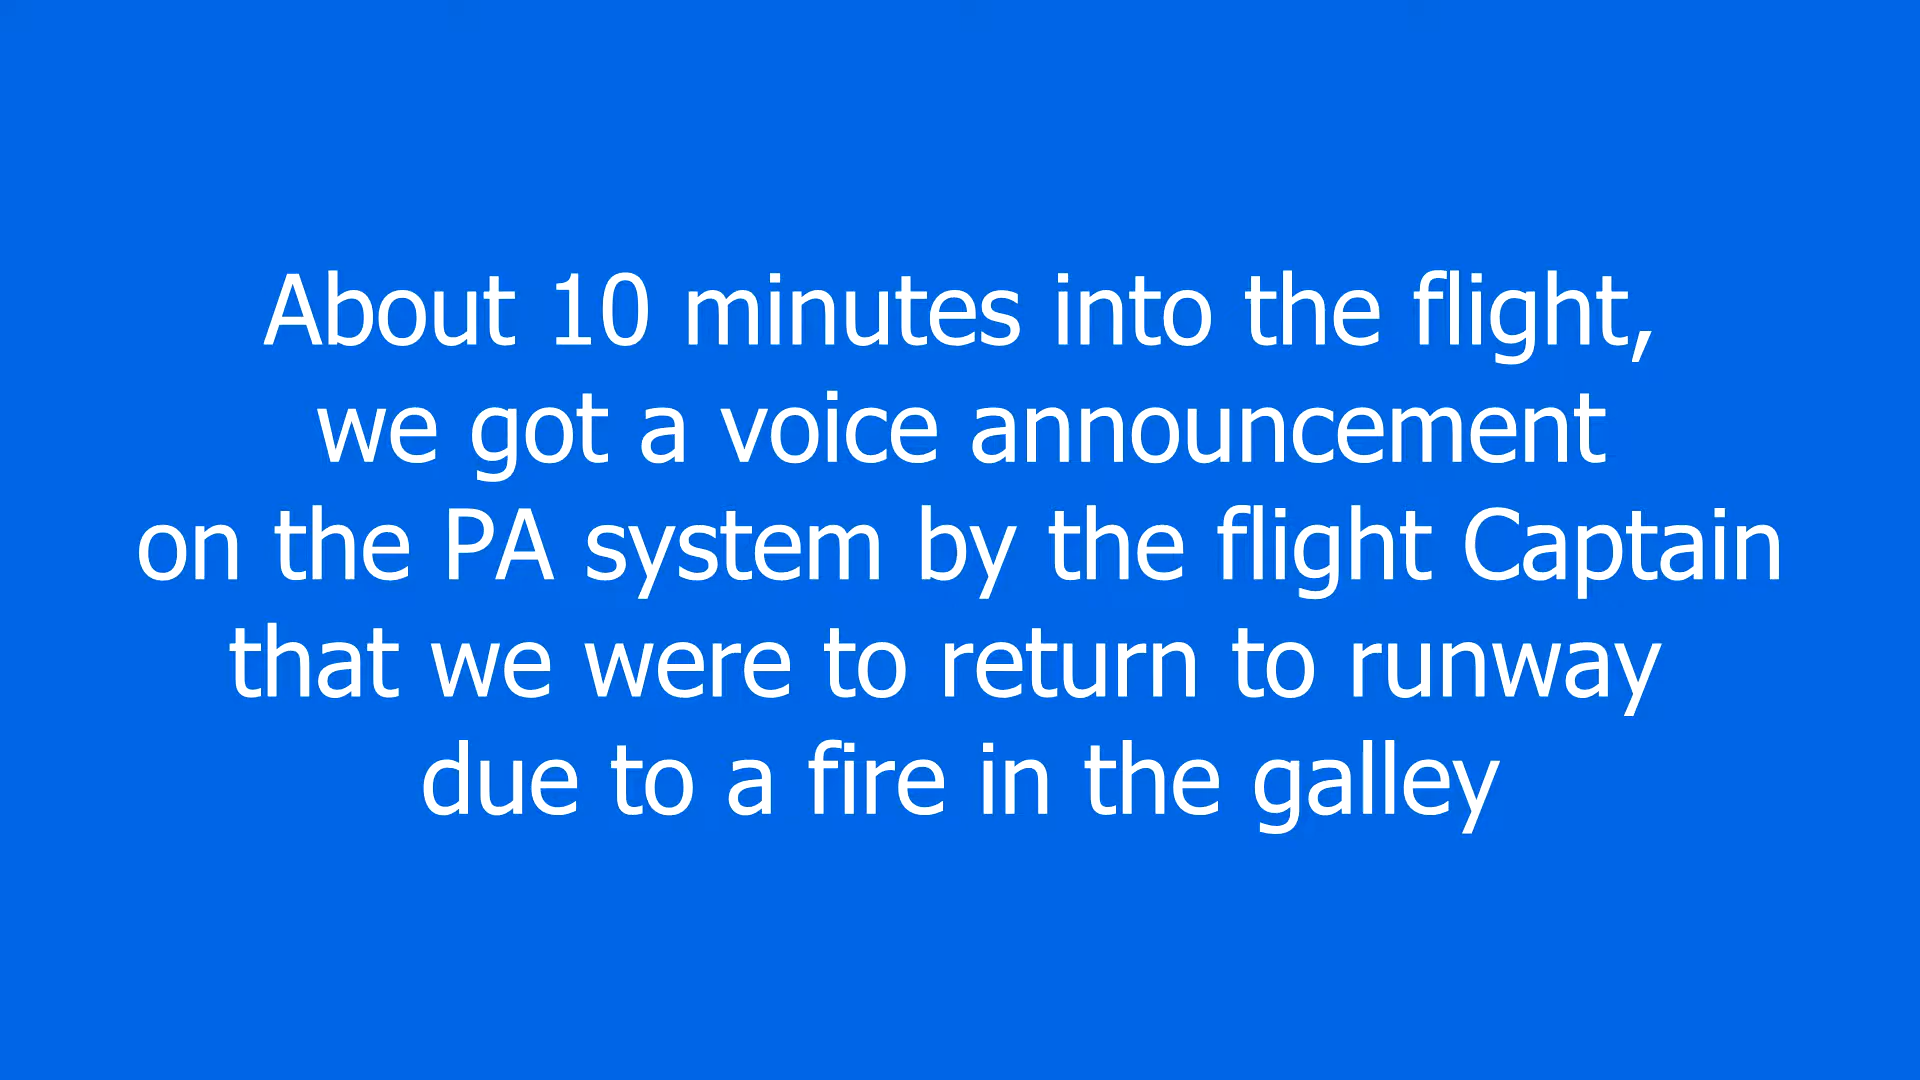 About 10 minutes into the flight,
we got a voice announcement
on the PA system by the flight Captain
that we were to return to runway
due to a fire in the galley